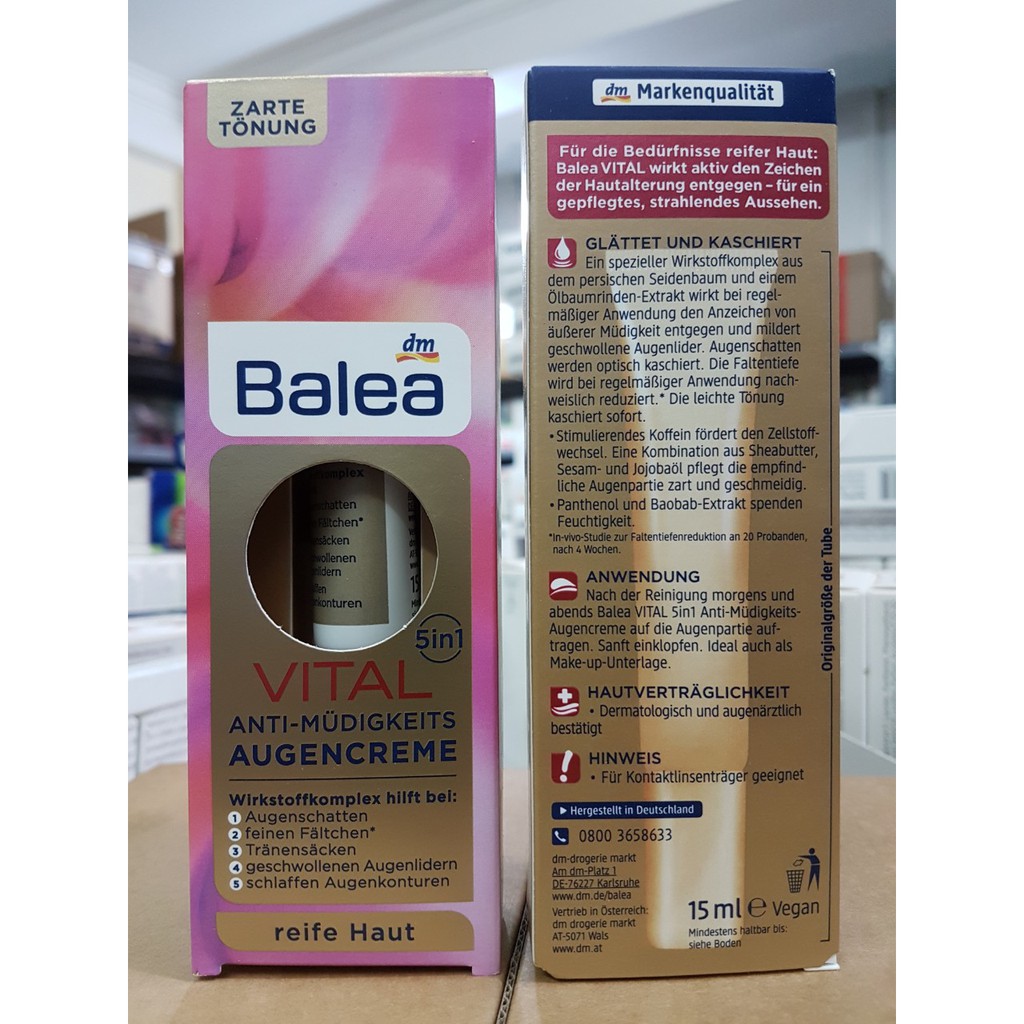 ZARTE
TÖNUNG
dm
Balea
komplex
schatten
Fältchen*
säcken
wollenen
nlidern
nkonturen
5in1
VITAL
ANTI-MÜDIGKEITS
AUGENCREME
Wirkstoffkomplex hilft bei:
1 Augenschatten
2 feinen Fältchen*
3 Tränensäcken
4 geschwollenen Augenlidern
5 schlaffen Augenkonturen
reife Haut
dm Markenqualität
Für die Bedürfnisse reifer Haut:
Balea VITAL wirkt aktiv den Zeichen
der Hautalterung entgegen – für ein
gepflegtes, strahlendes Aussehen.
GLÄTTET UND KASCHIERT
Ein spezieller Wirkstoffkomplex aus
dem persischen Seidenbaum und einem
Ölbaumrinden-Extrakt wirkt bei regel-
mäßiger Anwendung den Anzeichen von
äußerer Müdigkeit entgegen und mildert
geschwollene Augenlider. Augenschatten
werden optisch kaschiert. Die Faltentiefe
wird bei regelmäßiger Anwendung nach-
weislich reduziert.* Die leichte Tönung
kaschiert sofort.
• Stimulierendes Koffein fördert den Zellstoff-
wechsel. Eine Kombination aus Sheabutter,
Sesam- und Jojobaöl pflegt die empfind-
liche Augenpartie zart und geschmeidig.
• Panthenol und Baobab-Extrakt spenden
Feuchtigkeit.
*In-vivo-Studie zur Faltentiefenreduktion an 20 Probanden,
nach 4 Wochen.
ANWENDUNG
Nach der Reinigung morgens und
abends Balea VITAL 5in1 Anti-Müdigkeits-
Augencreme auf die Augenpartie auf-
tragen. Sanft einklopfen. Ideal auch als
Make-up-Unterlage.
HAUTVERTRÄGLICHKEIT
• Dermatologisch und augenärztlich
bestätigt
HINWEIS
• Für Kontaktlinsenträger geeignet
Hergestellt in Deutschland
0800 3658633
dm-drogerie markt
Am dm-Platz 1
DE-76227 Karlsruhe
www.dm.de/balea
Vertrieb in Österreich:
dm drogerie markt
AT-5071 Wals
www.dm.at
15 ml ℮ Vegan
Mindestens haltbar bis:
siehe Boden
Originalgröße der Tube